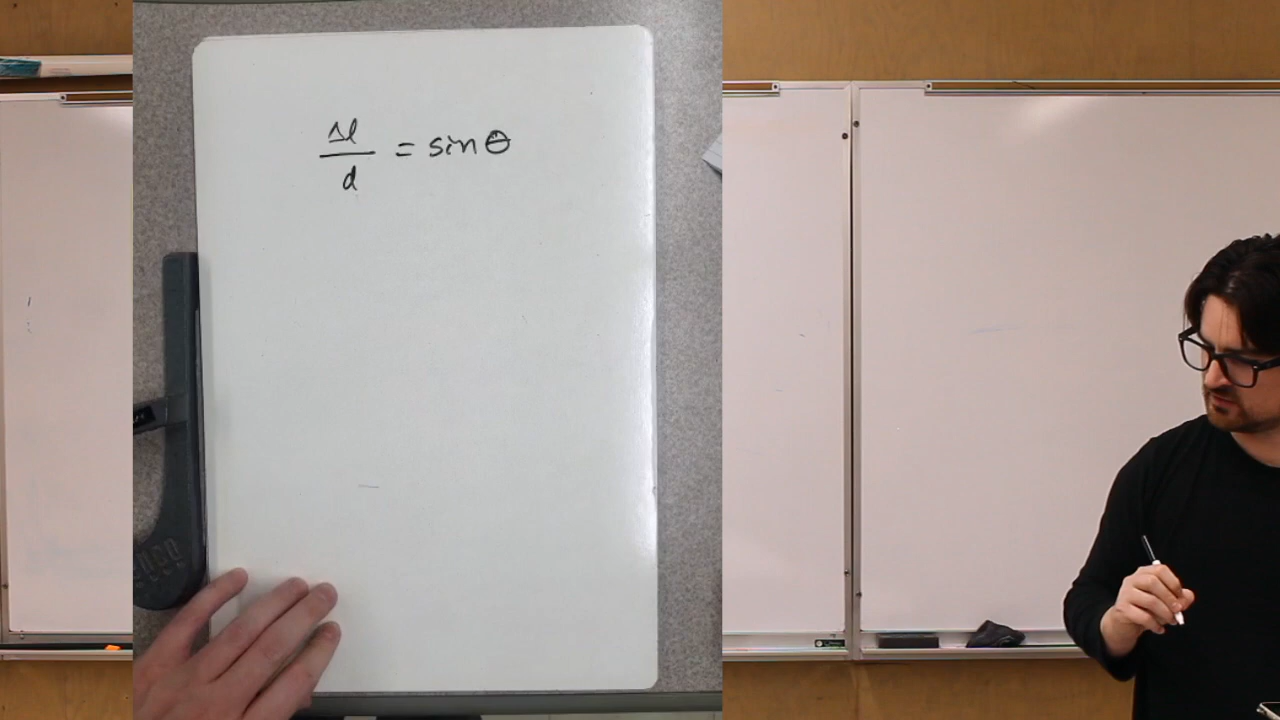 Δl/d = sin θ